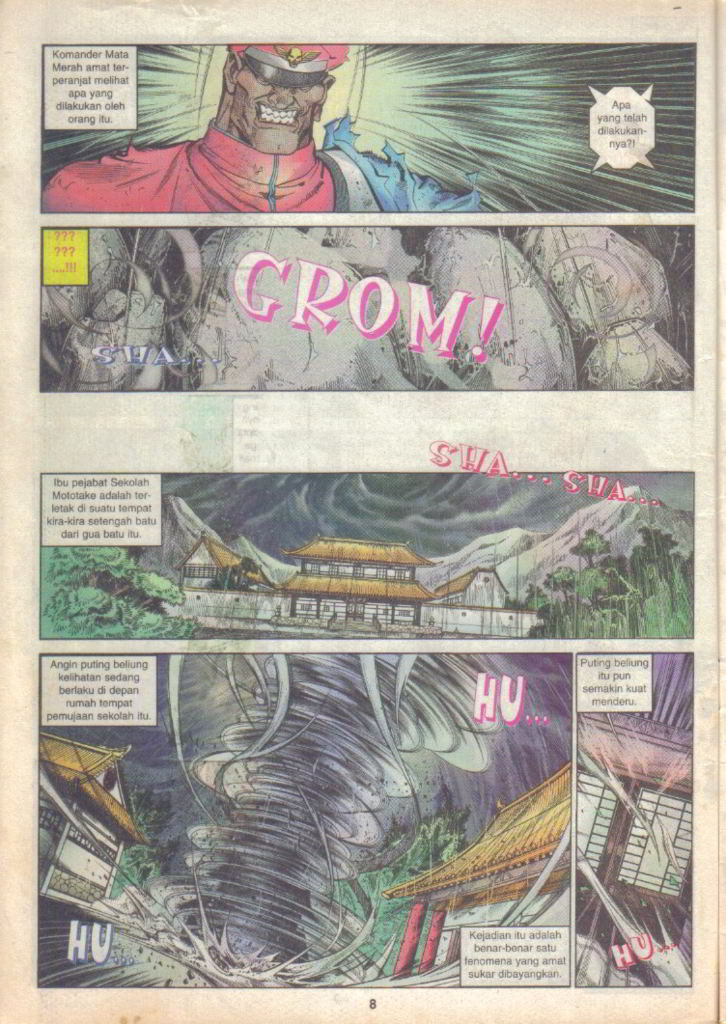 Komander Mata
Merah amat ter-
peranjat melihat
apa yang
dilakukan oleh
orang itu.
Apa
yang telah
dilakukan-
nya?!
???
???
....!!!
GROM!
SHA...
SHA... SHA...
Ibu pejabat Sekolah
Mototake adalah ter-
letak di suatu tempat
kira-kira setengah batu
dari gua batu itu.
Angin puting beliung
kelihatan sedang
berlaku di depan
rumah tempat
pemujaan sekolah itu.
HU...
HU...
Kejadian itu adalah
benar-benar satu
fenomena yang amat
sukar dibayangkan.
Puting beliung
itu pun
semakin kuat
menderu.
HU...
8